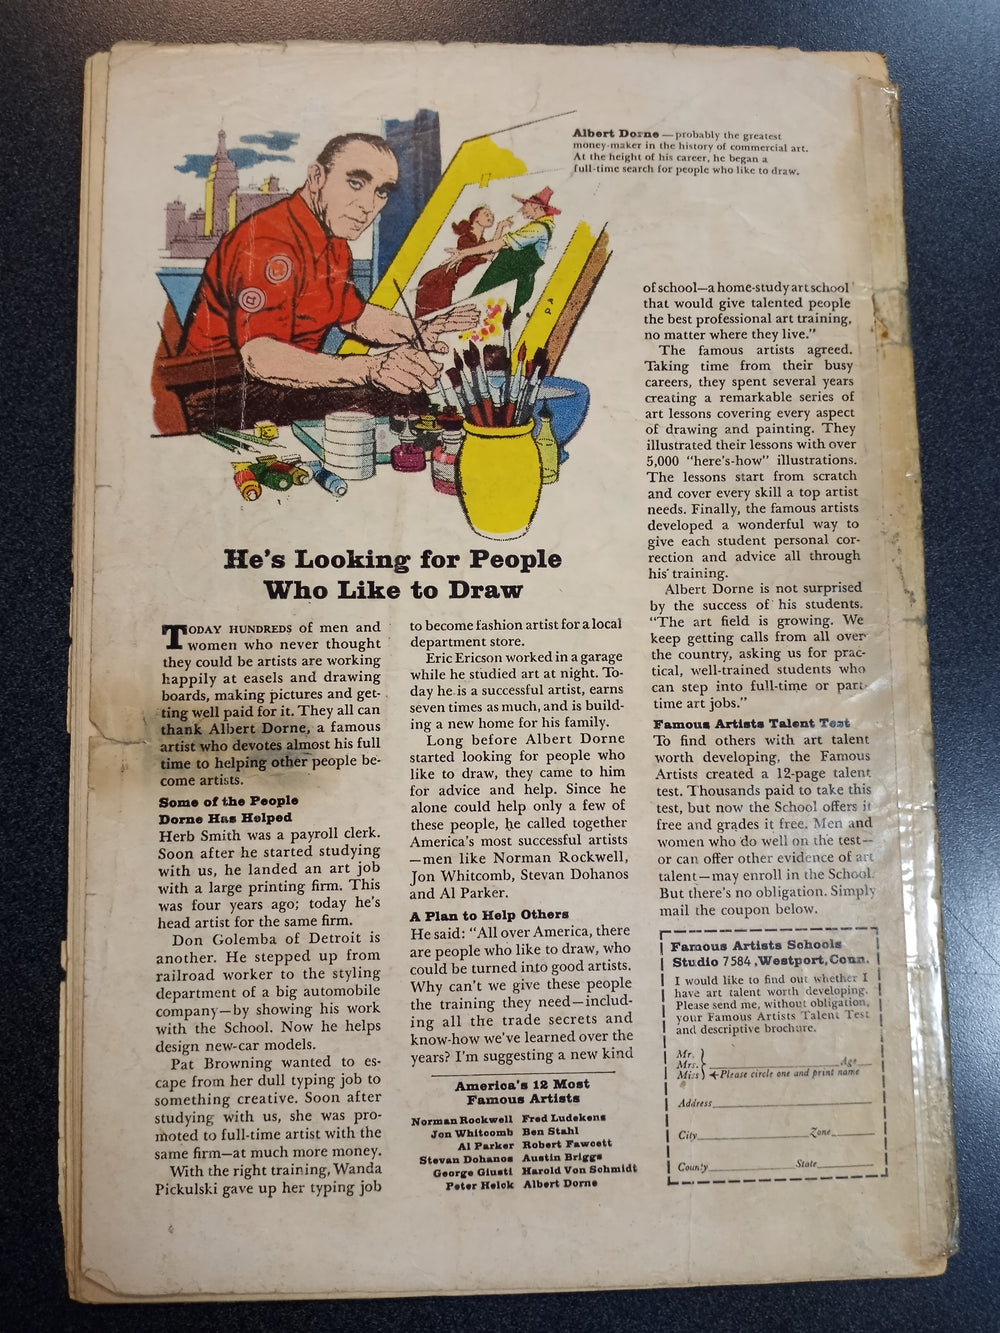 Albert Dorne — probably the greatest
money-maker in the history of commercial art.
At the height of his career, he began a
full-time search for people who like to draw.
He's Looking for People
Who Like to Draw
TODAY HUNDREDS of men and
women who never thought
they could be artists are working
happily at easels and drawing
boards, making pictures and get-
ting well paid for it. They all can
thank Albert Dorne, a famous
artist who devotes almost his full
time to helping other people be-
come artists.
Some of the People
Dorne Has Helped
Herb Smith was a payroll clerk.
Soon after he started studying
with us, he landed an art job
with a large printing firm. This
was four years ago; today he's
head artist for the same firm.
Don Golemba of Detroit is
another. He stepped up from
railroad worker to the styling
department of a big automobile
company—by showing his work
with the School. Now he helps
design new-car models.
Pat Browning wanted to es-
cape from her dull typing job to
something creative. Soon after
studying with us, she was pro-
moted to full-time artist with the
same firm—at much more money.
With the right training, Wanda
Pickulski gave up her typing job
to become fashion artist for a local
department store.
Eric Ericson worked in a garage
while he studied art at night. To-
day he is a successful artist, earns
seven times as much, and is build-
ing a new home for his family.
Long before Albert Dorne
started looking for people who
like to draw, they came to him
for advice and help. Since he
alone could help only a few of
these people, he called together
America's most successful artists
—men like Norman Rockwell,
Jon Whitcomb, Stevan Dohanos
and Al Parker.
A Plan to Help Others
He said: "All over America, there
are people who like to draw, who
could be turned into good artists.
Why can't we give these people
the training they need—includ-
ing all the trade secrets and
know-how we've learned over the
years? I'm suggesting a new kind
America's 12 Most
Famous Artists
Norman Rockwell Fred Ludekens
Jon Whitcomb Ben Stahl
Al Parker Robert Fawcett
Stevan Dohanos Austin Briggs
George Giusti Harold Von Schmidt
Peter Helck Albert Dorne
of school—a home-study art school
that would give talented people
the best professional art training,
no matter where they live."
The famous artists agreed.
Taking time from their busy
careers, they spent several years
creating a remarkable series of
art lessons covering every aspect
of drawing and painting. They
illustrated their lessons with over
5,000 "here's-how" illustrations.
The lessons start from scratch
and cover every skill a top artist
needs. Finally, the famous artists
developed a wonderful way to
give each student personal cor-
rection and advice all through
his training.
Albert Dorne is not surprised
by the success of his students.
"The art field is growing. We
keep getting calls from all over
the country, asking us for prac-
tical, well-trained students who
can step into full-time or part-
time art jobs."
Famous Artists Talent Test
To find others with art talent
worth developing, the Famous
Artists created a 12-page talent
test. Thousands paid to take this
test, but now the School offers it
free and grades it free. Men and
women who do well on the test—
or can offer other evidence of art
talent—may enroll in the School.
But there's no obligation. Simply
mail the coupon below.
Famous Artists Schools
Studio 7584, Westport, Conn.
I would like to find out whether I
have art talent worth developing.
Please send me, without obligation,
your Famous Artists Talent Test
and descriptive brochure.
Mr.
Mrs. Age
Miss Please circle one and print name
Address
City Zone
County State